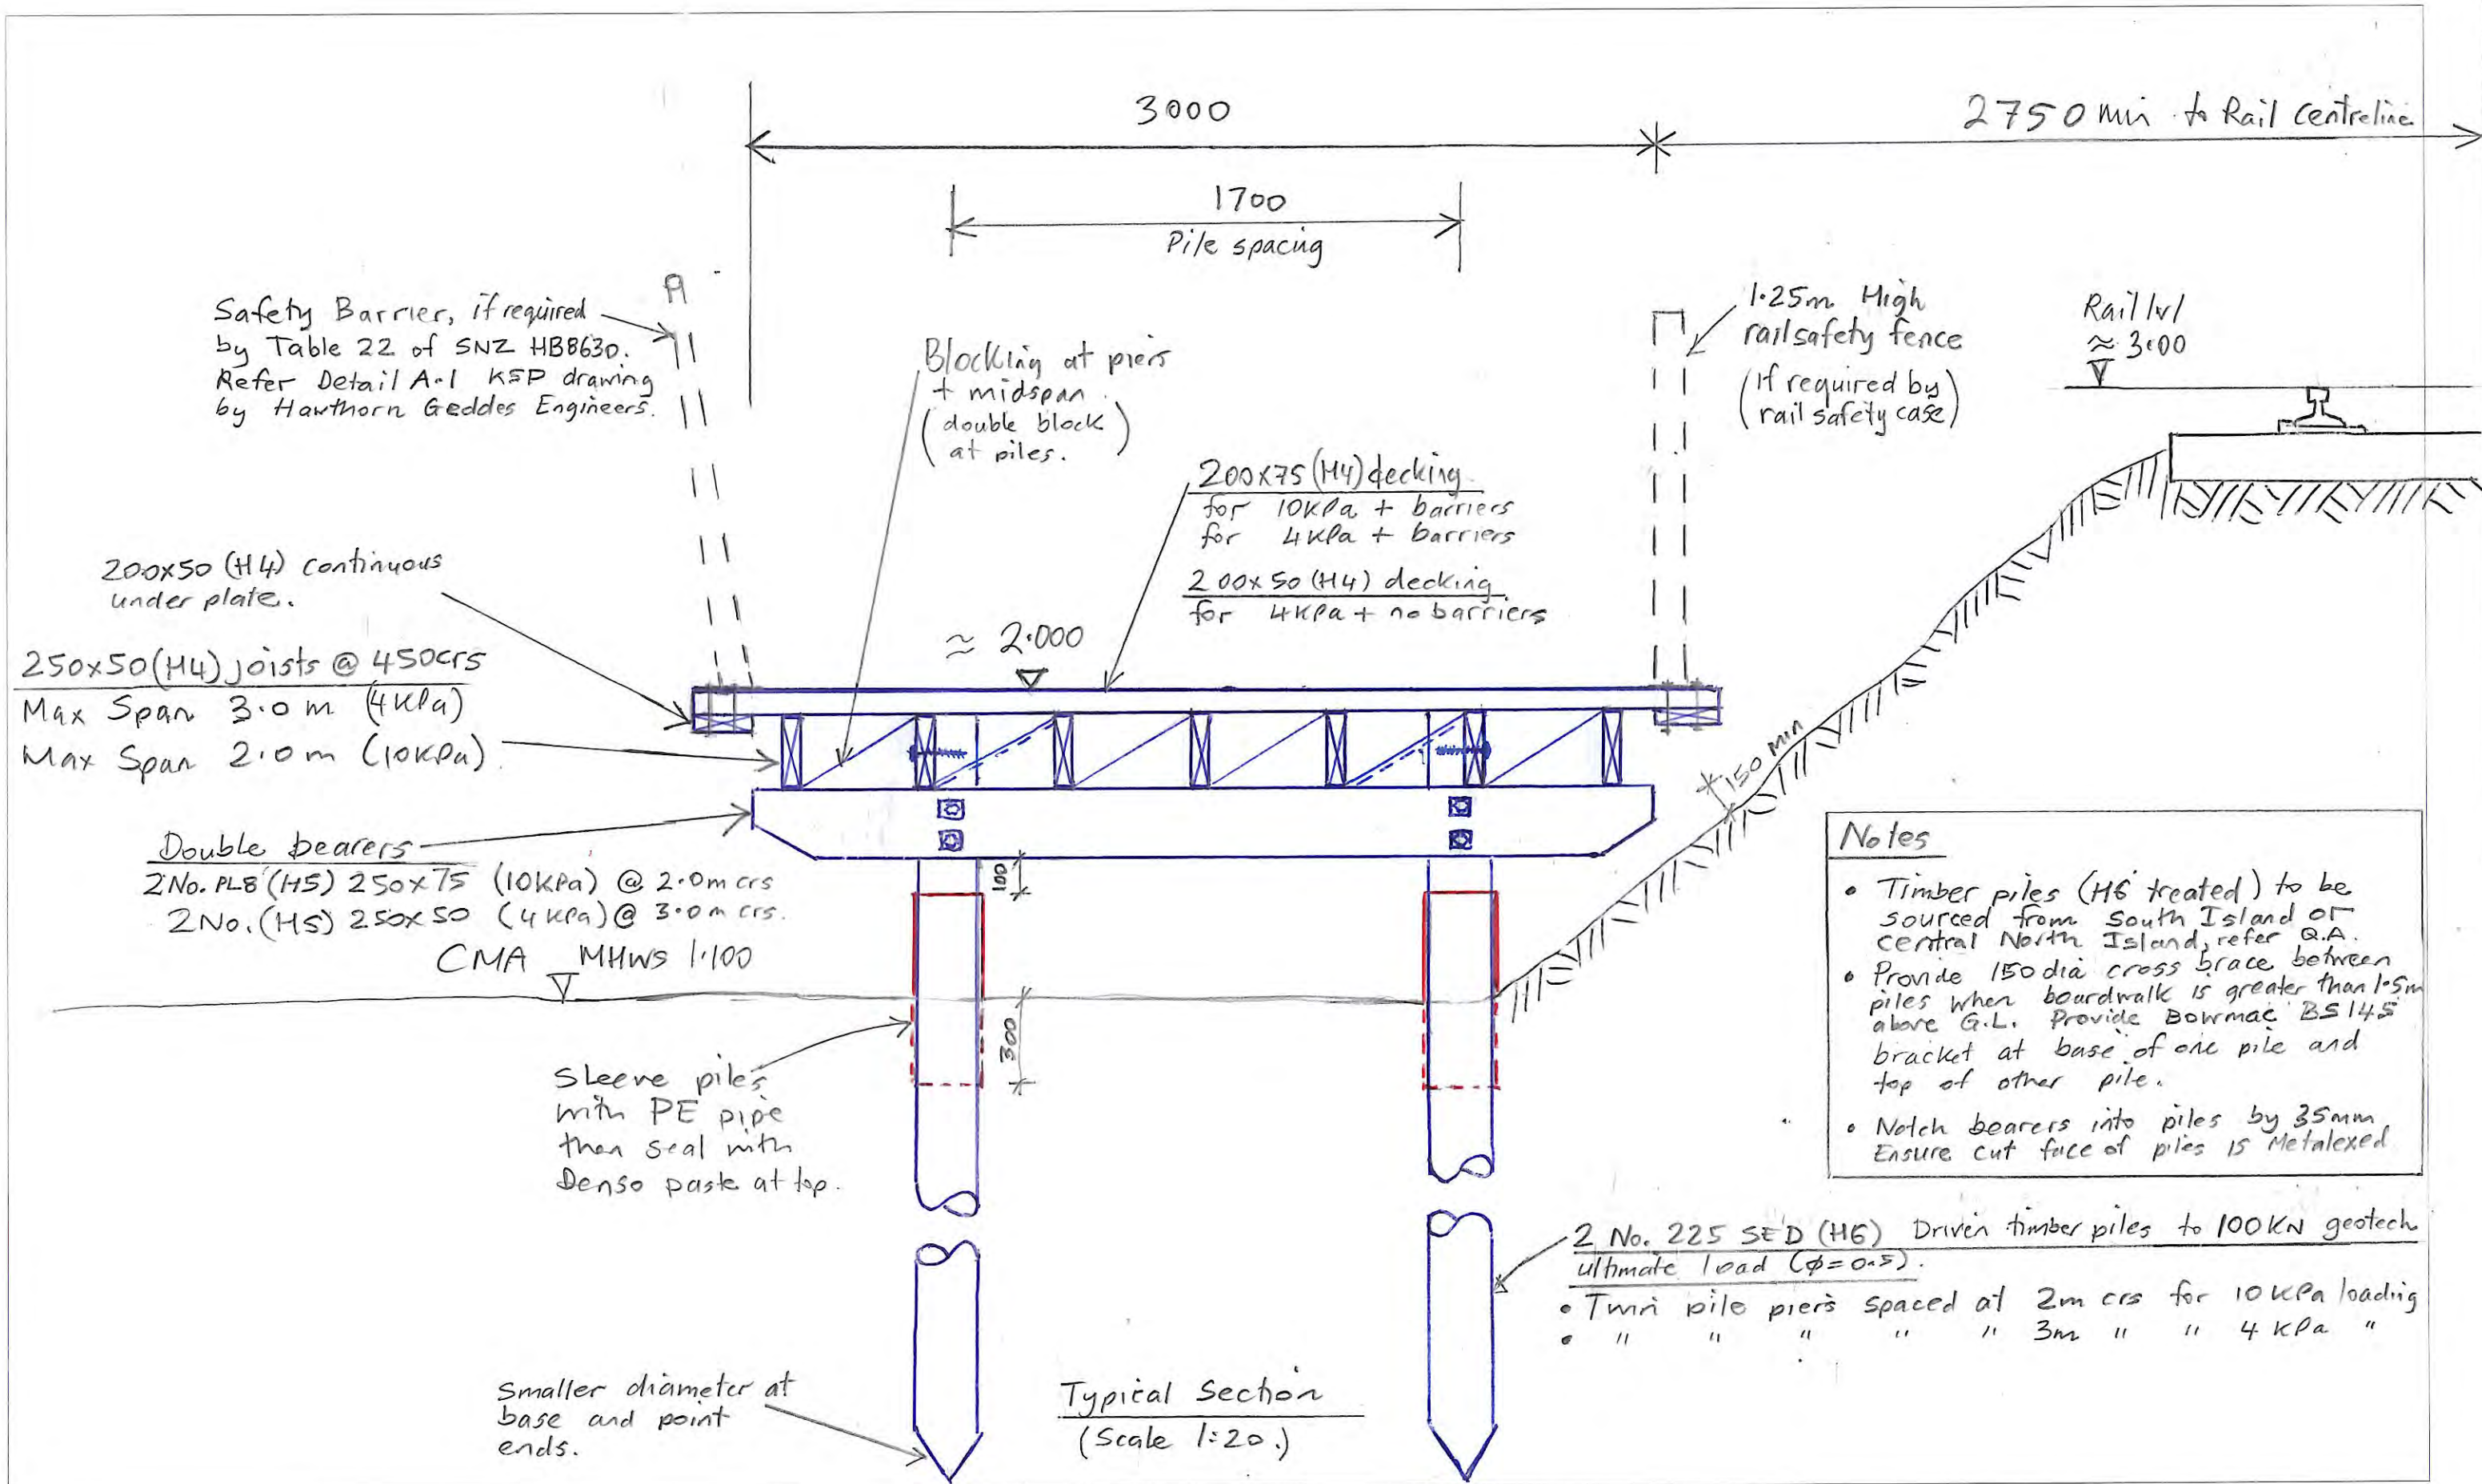 3000
2750 min to Rail centreline
1700
Pile spacing
Safety Barrier, if required
by Table 22 of SNZ HB8630.
Refer Detail A.1 KSP drawing
by Hawthorn Geddes Engineers.
Blocking at piers
+ midspan
(double block
at piles.)
1.25m High
railsafety fence
(if required by
rail safety case)
Rail lvl
≈ 3.00
200x75 (H4) decking
for 10KPa + barriers
for 4KPa + barriers
200x50 (H4) decking
for 4KPa + no barriers
200x50 (H4) continuous
under plate.
≈ 2.000
250x50 (H4) joists @ 450crs
Max Span 3.0m (4KPa)
Max Span 2.0m (10KPa)
150 MIN
Double bearers
2No. PL8 (H5) 250x75 (10KPa) @ 2.0m crs
2No. (H5) 250x50 (4KPa) @ 3.0m crs.
100
CMA MHWS 1.100
300
Sleeve piles
with PE pipe
then seal with
Denso paste at top.
Notes
• Timber piles (H6 treated) to be
sourced from South Island or
central North Island, refer Q.A.
• Provide 150 dia cross brace between
piles when boardwalk is greater than 1.5m
above G.L. Provide Bowmac BS145
bracket at base of one pile and
top of other pile.
• Notch bearers into piles by 35mm
Ensure cut face of piles is Metalexed
2 No. 225 SED (H6) Driven timber piles to 100KN geotech
ultimate load (ϕ=0.5).
• Twin pile piers spaced at 2m crs for 10KPa loading
• " " " " " 3m " " 4KPa "
Smaller diameter at
base and point
ends.
Typical Section
(Scale 1:20.)